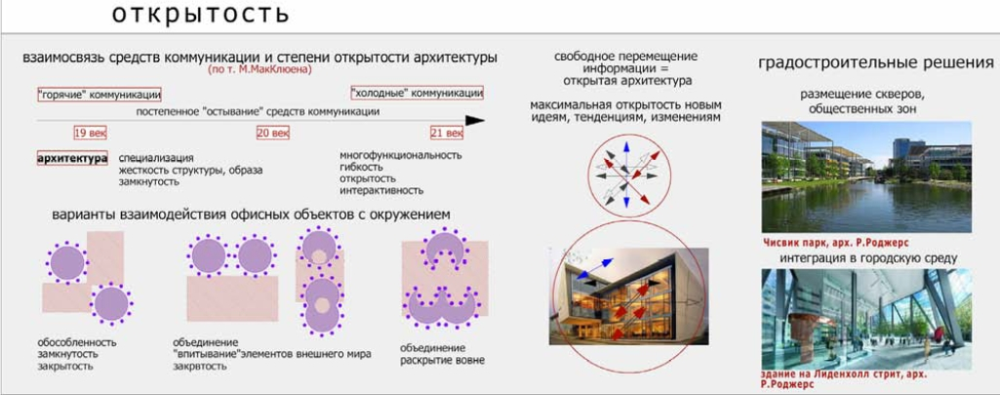 открытость
взаимосвязь средств коммуникации и степени открытости архитектуры
(по т. М.МакКлюена)
"горячие" коммуникации
"холодные" коммуникации
постепенное "остывание" средств коммуникации
19 век
20 век
21 век
архитектура
специализация
жесткость структуры, образа
замкнутость
многофункциональность
гибкость
открытость
интерактивность
варианты взаимодействия офисных объектов с окружением
обособленность
замкнутость
закрытость
объединение
"впитывание"элементов внешнего мира
закрвтость
объединение
раскрытие вовне
свободное перемещение
информации =
открытая архитектура
максимальная открытость новым
идеям, тенденциям, изменениям
градостроительные решения
размещение скверов,
общественных зон
Чисвик парк, арх. Р.Роджерс
интеграция в городскую среду
здание на Лиденхолл стрит, арх.
Р.Роджерс